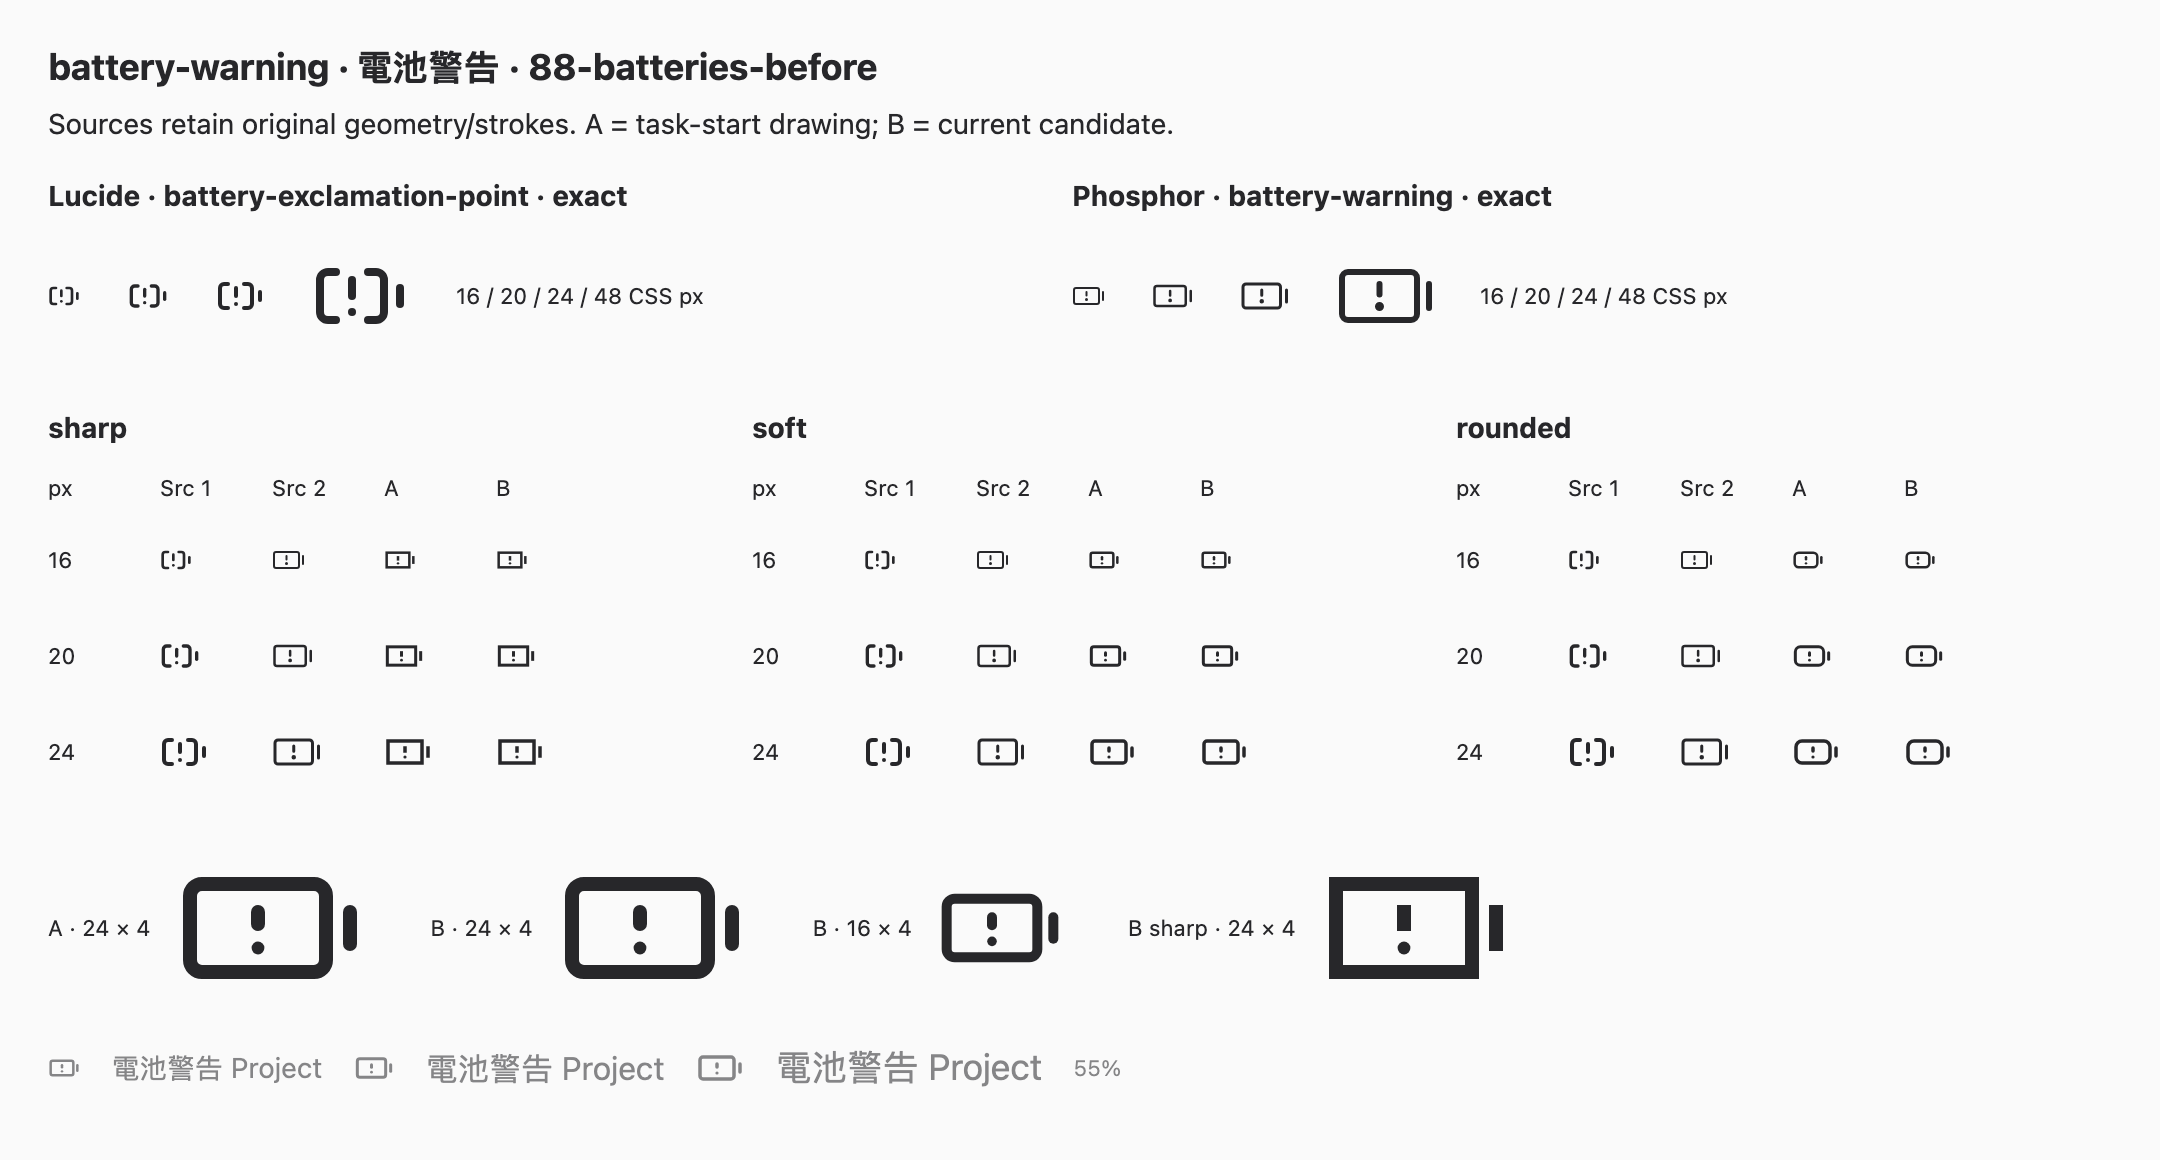 battery-warning · 電池警告 · 88-batteries-before
Sources retain original geometry/strokes. A = task-start drawing; B = current candidate.
Lucide · battery-exclamation-point · exact
16 / 20 / 24 / 48 CSS px
Phosphor · battery-warning · exact
16 / 20 / 24 / 48 CSS px
sharp
px Src 1 Src 2 A B
16
20
24
soft
px Src 1 Src 2 A B
16
20
24
rounded
px Src 1 Src 2 A B
16
20
24
A · 24 × 4 B · 24 × 4 B · 16 × 4 B sharp · 24 × 4
電池警告 Project 電池警告 Project 電池警告 Project 55%